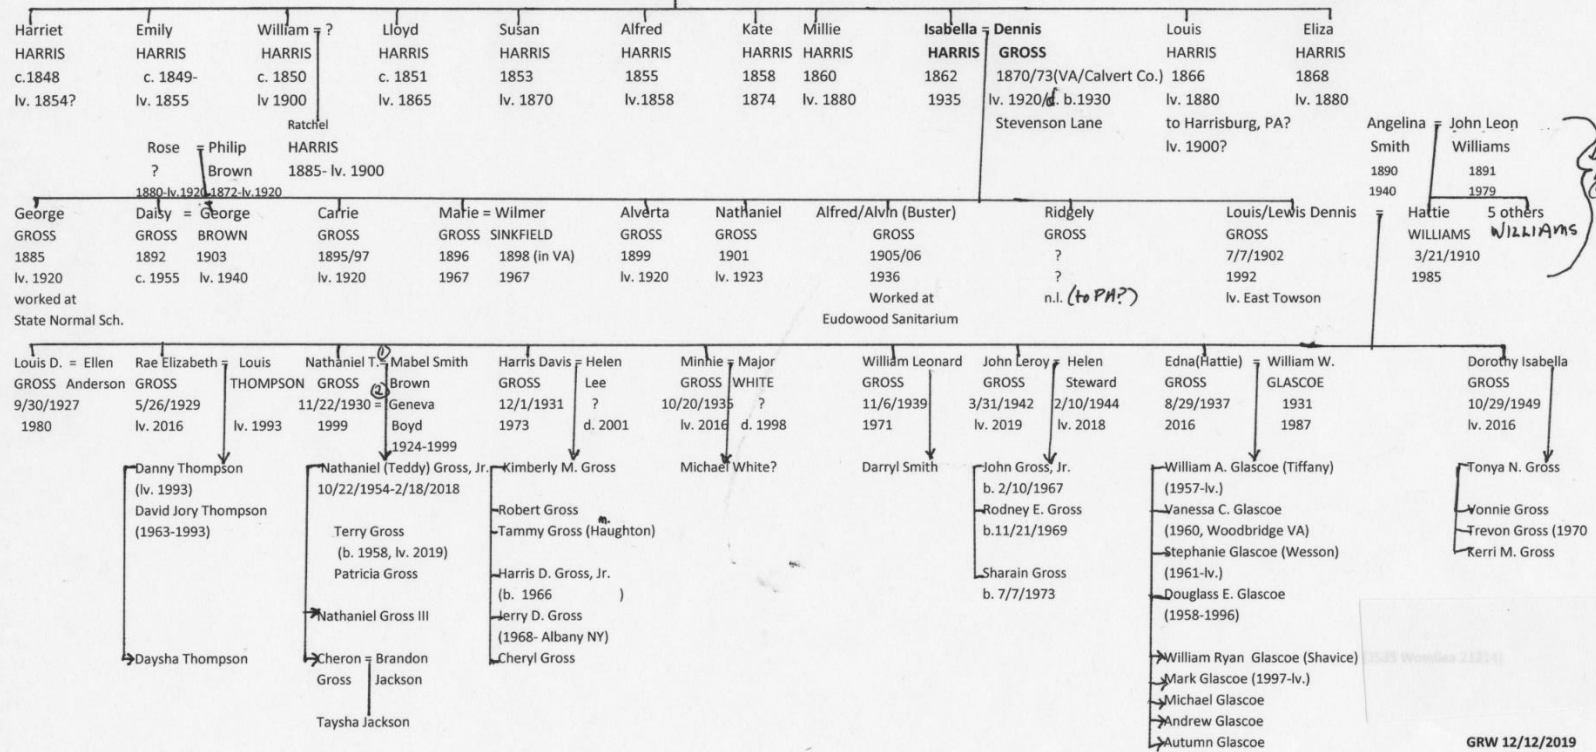 Harriet Emily William = ? Lloyd Susan Alfred Kate Millie Isabella = Dennis Louis Eliza
HARRIS HARRIS HARRIS HARRIS HARRIS HARRIS HARRIS HARRIS HARRIS GROSS HARRIS HARRIS
c.1848 c. 1849- c. 1850 c. 1851 1853 1855 1858 1860 1862 1870/73(VA/Calvert Co.) 1866 1868
lv. 1854? lv. 1855 lv 1900 lv. 1865 lv. 1870 lv.1858 1874 lv. 1880 1935 lv. 1920/d. b.1930 lv. 1880 lv. 1880
Ratchel Stevenson Lane to Harrisburg, PA? Angelina = John Leon
Rose = Philip HARRIS lv. 1900? Smith Williams
? Brown 1885- lv. 1900 1890 1891
1880-lv.1920 1872-lv.1920 1940 1979
George Daisy = George Carrie Marie = Wilmer Alverta Nathaniel Alfred/Alvin (Buster) Ridgely Louis/Lewis Dennis = Hattie 5 others
GROSS GROSS BROWN GROSS GROSS SINKFIELD GROSS GROSS GROSS GROSS GROSS WILLIAMS WILLIAMS
1885 1892 1903 1895/97 1896 1898 (in VA) 1899 1901 1905/06 ? 7/7/1902 3/21/1910
lv. 1920 c. 1955 lv. 1940 lv. 1920 1967 1967 lv. 1920 lv. 1923 1936 ? 1992 1985
worked at Worked at n.l. (to PA?) lv. East Towson
State Normal Sch. Eudowood Sanitarium
Louis D. = Ellen Rae Elizabeth = Louis Nathaniel T. ① = Mabel Smith Harris Davis = Helen Minnie = Major William Leonard John Leroy = Helen Edna(Hattie) = William W. Dorothy Isabella
GROSS Anderson GROSS THOMPSON GROSS Brown GROSS Lee GROSS WHITE GROSS GROSS Steward GROSS GLASCOE GROSS
9/30/1927 5/26/1929 11/22/1930 ② = Geneva 12/1/1931 ? 10/20/1935 ? 11/6/1939 3/31/1942 2/10/1944 8/29/1937 1931 10/29/1949
1980 lv. 2016 lv. 1993 1999 Boyd 1973 d. 2001 lv. 2016 d. 1998 1971 lv. 2019 lv. 2018 2016 1987 lv. 2016
1924-1999
Danny Thompson Nathaniel (Teddy) Gross, Jr. Kimberly M. Gross Michael White? Darryl Smith John Gross, Jr. William A. Glascoe (Tiffany) Tonya N. Gross
(lv. 1993) 10/22/1954-2/18/2018 b. 2/10/1967 (1957-lv.)
David Jory Thompson Robert Gross Rodney E. Gross Vanessa C. Glascoe Vonnie Gross
(1963-1993) Terry Gross Tammy Gross (m. Haughton) b.11/21/1969 (1960, Woodbridge VA) Trevon Gross (1970
(b. 1958, lv. 2019) Stephanie Glascoe (Wesson) Kerri M. Gross
Patricia Gross Harris D. Gross, Jr. Sharain Gross (1961-lv.)
(b. 1966 ) b. 7/7/1973 Douglass E. Glascoe
Nathaniel Gross III Jerry D. Gross (1958-1996)
(1968- Albany NY)
Daysha Thompson Cheron = Brandon Cheryl Gross William Ryan Glascoe (Shavice)
Gross Jackson Mark Glascoe (1997-lv.)
Michael Glascoe
Taysha Jackson Andrew Glascoe
Autumn Glascoe GRW 12/12/2019